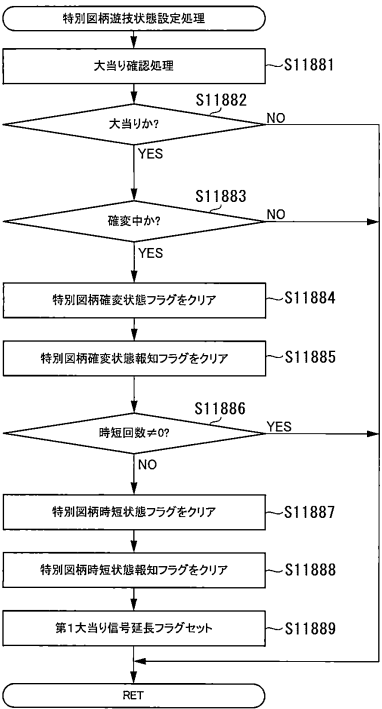 特別図柄遊技状態設定処理
大当り確認処理
S11881
大当りか?
S11882
NO
YES
確変中か?
S11883
NO
YES
特別図柄確変状態フラグをクリア
S11884
特別図柄確変状態報知フラグをクリア
S11885
時短回数≠0?
S11886
YES
NO
特別図柄時短状態フラグをクリア
S11887
特別図柄時短状態報知フラグをクリア
S11888
第1大当り信号延長フラグセット
S11889
RET